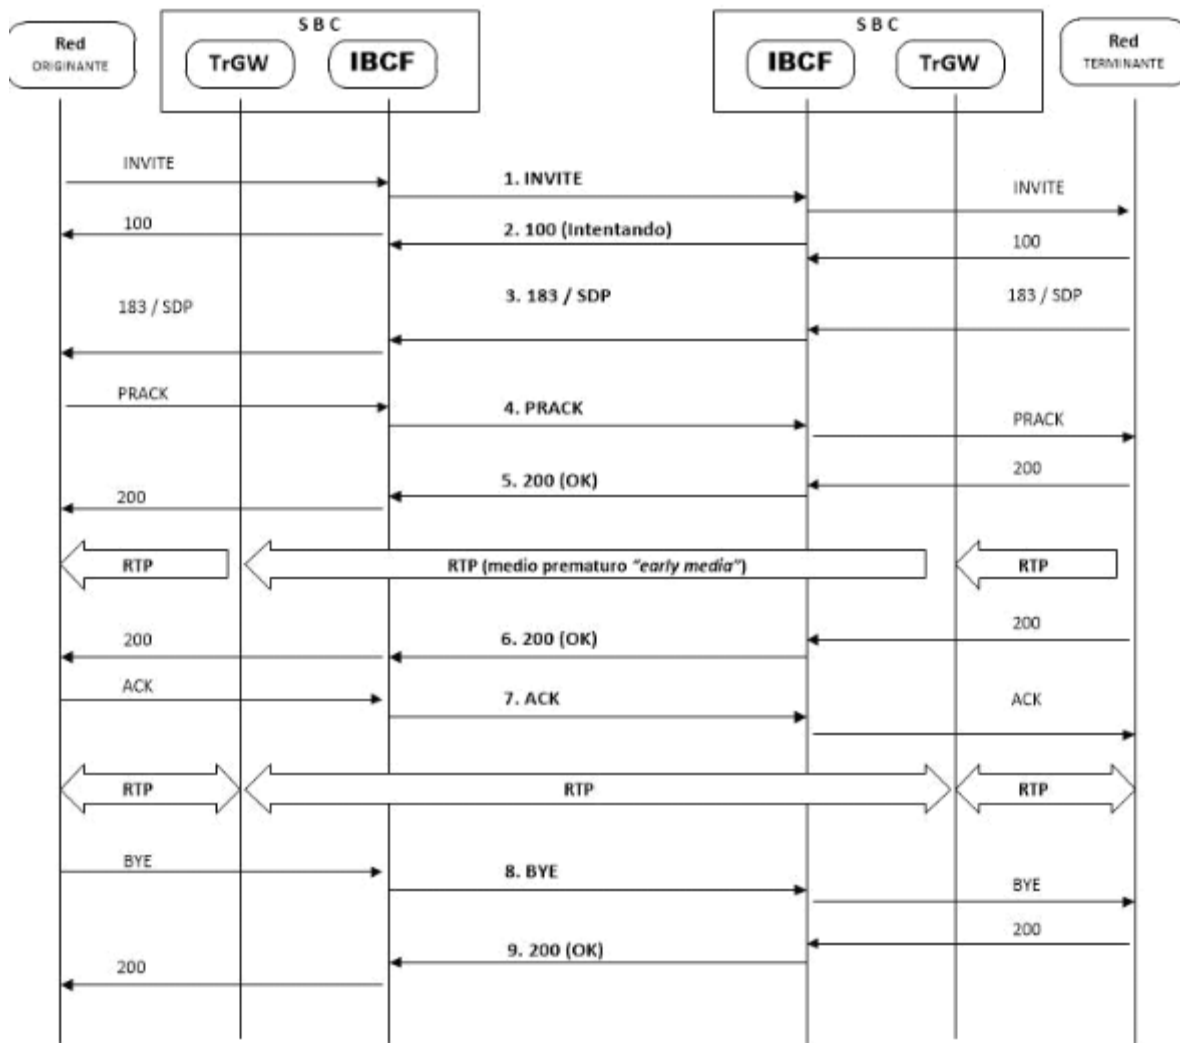 S B C
S B C
Red
ORIGINANTE
TrGW
IBCF
IBCF
TrGW
Red
TERMINANTE
INVITE
1. INVITE
INVITE
100
2. 100 (Intentando)
100
183 / SDP
3. 183 / SDP
183 / SDP
PRACK
4. PRACK
PRACK
200
5. 200 (OK)
200
RTP
RTP (medio prematuro "early media")
RTP
200
6. 200 (OK)
200
ACK
7. ACK
ACK
RTP
RTP
RTP
BYE
8. BYE
BYE
200
9. 200 (OK)
200